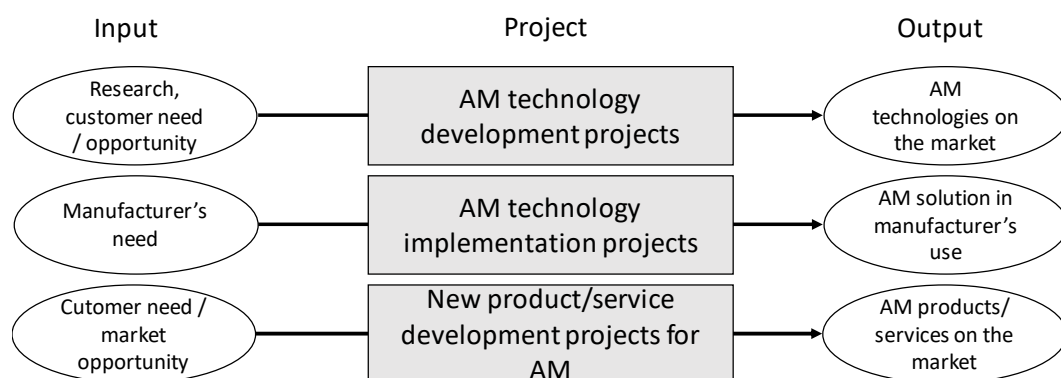 Input
Project
Output
Research,
customer need
/ opportunity
AM technology
development projects
AM
technologies on
the market
Manufacturer's
need
AM technology
implementation projects
AM solution in
manufacturer's
use
Cutomer need /
market
opportunity
New product/service
development projects for
AM
AM products/
services on the
market